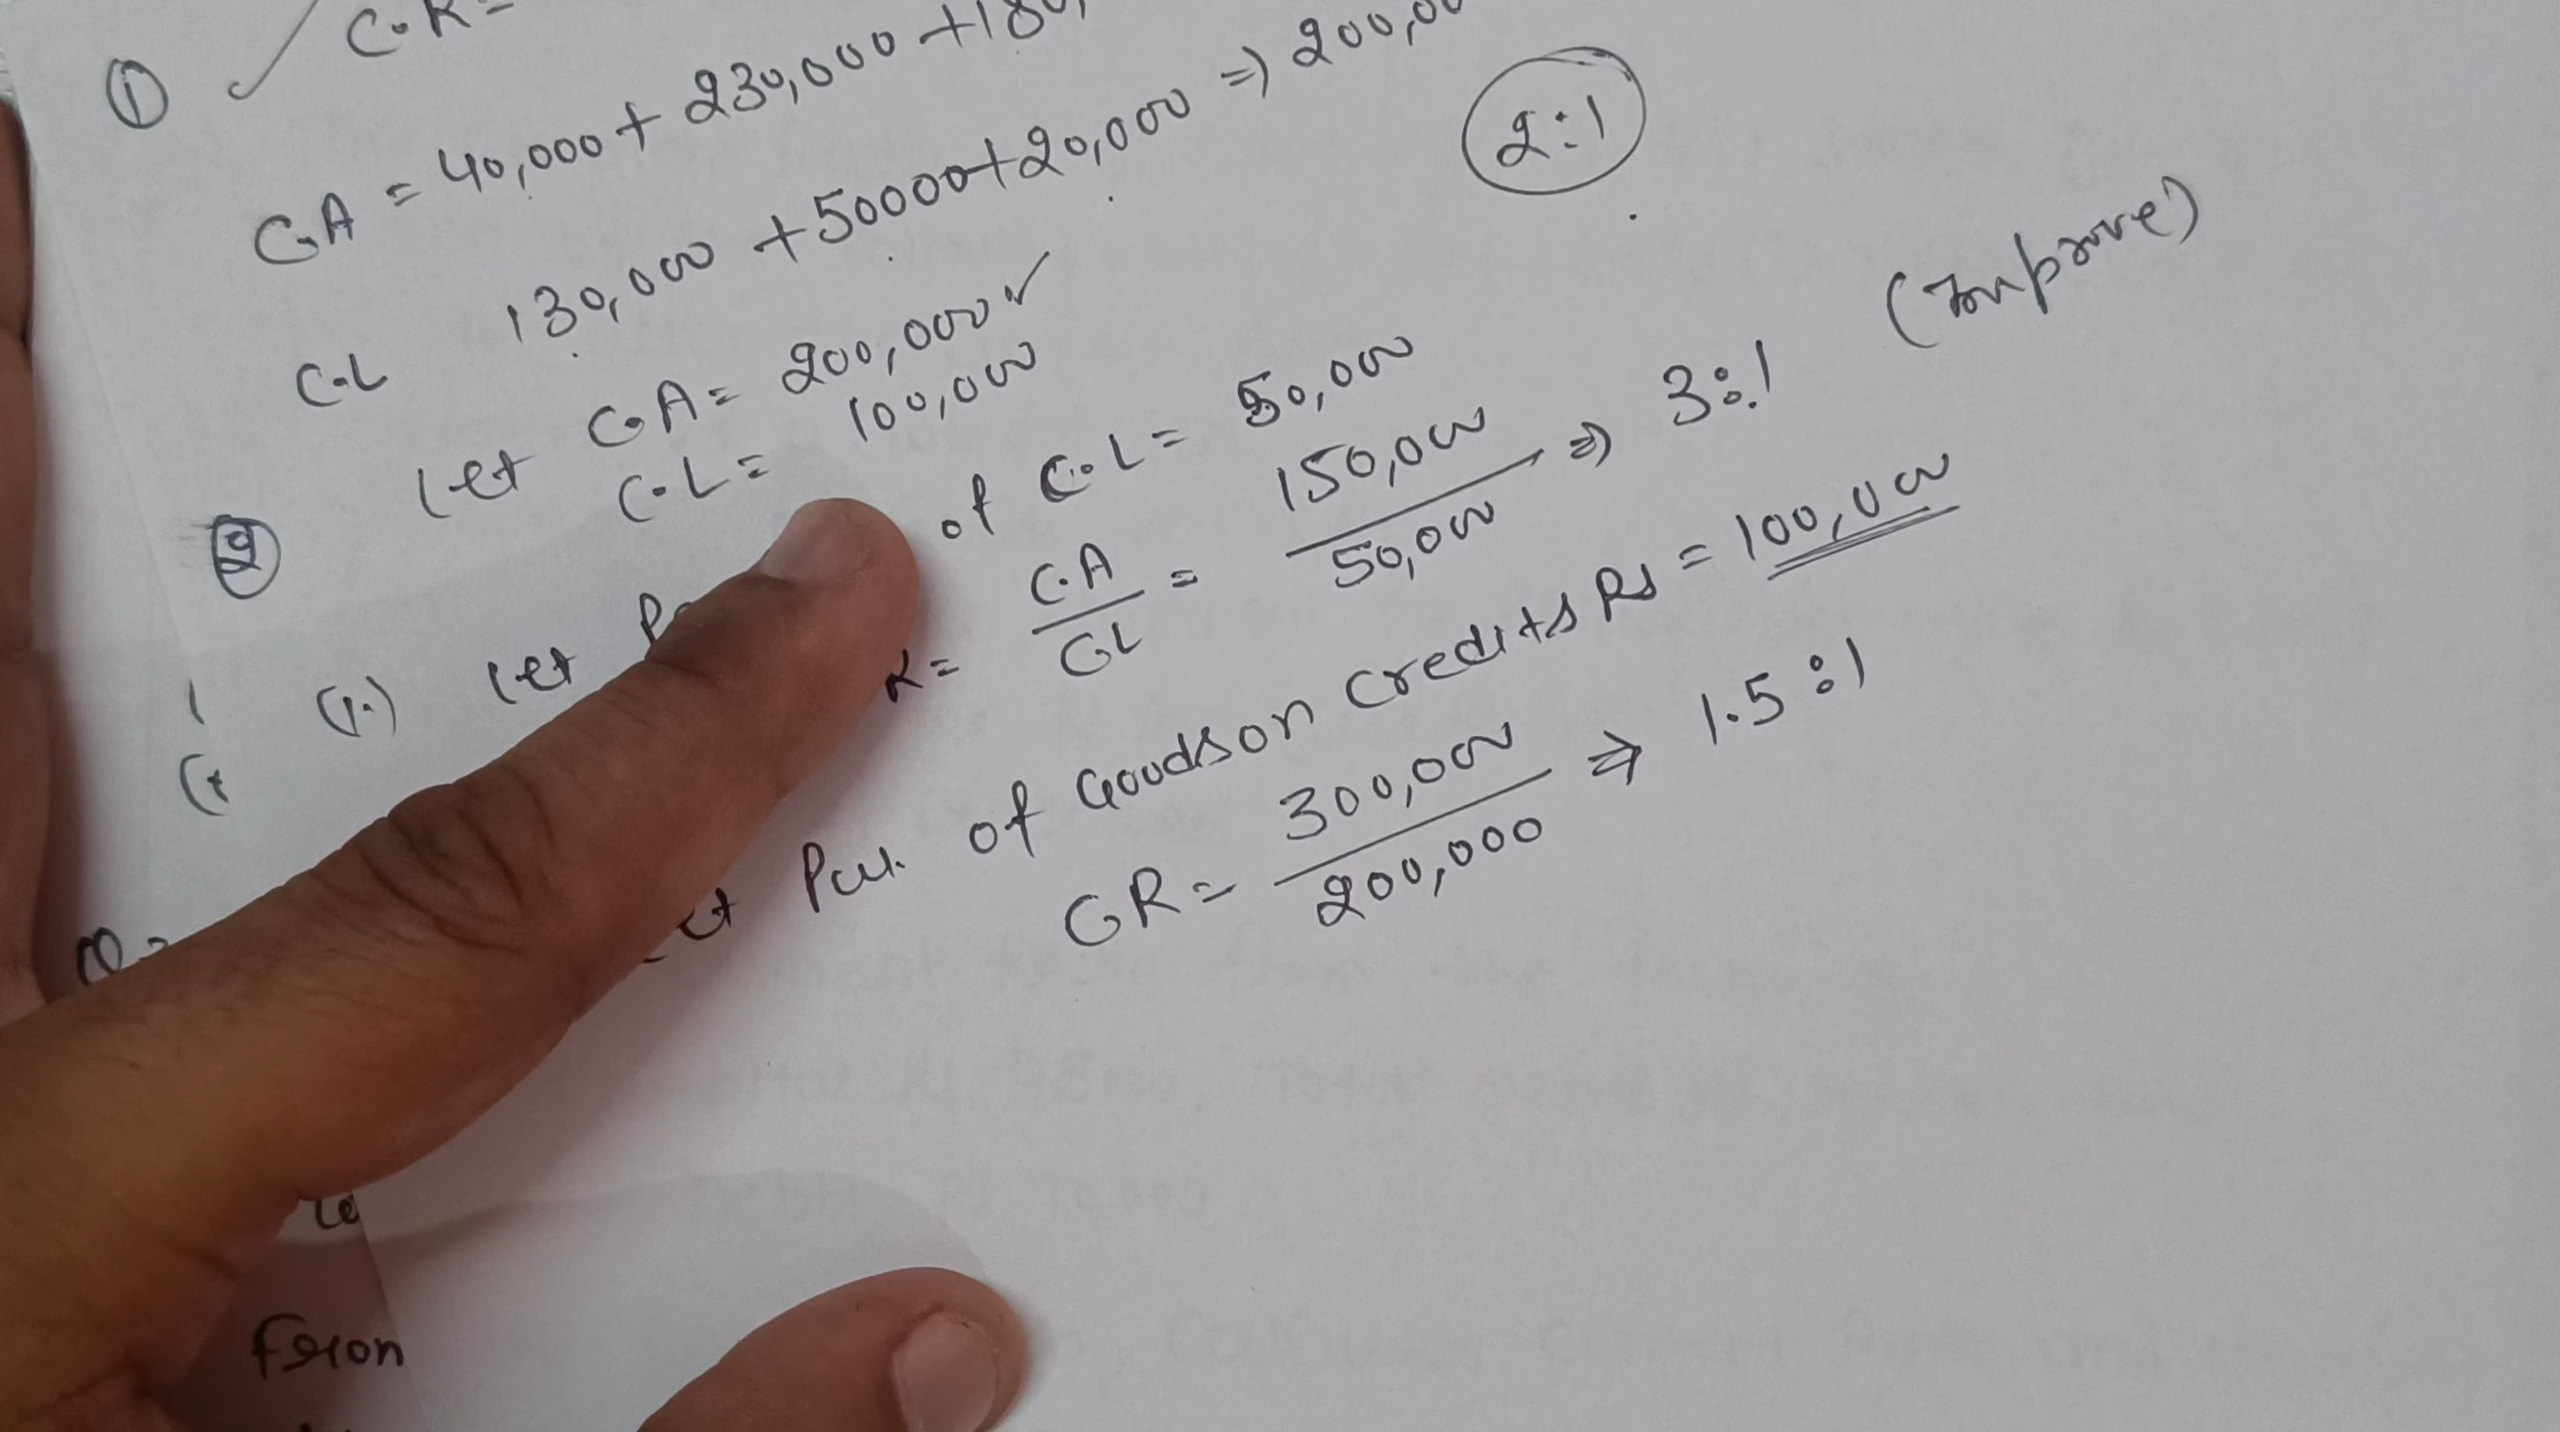 ① ✓ C.R =
C.A = 40,000 + 230,000 + 180,
C.L 130,000 + 50000 + 20,000 ⇒ 200,00
2:1
② Let C.A = 200,000 ✓
C.L = 100,000
(i.) Let of C.L = 50,000
R = C.A / C.L = 150,000 / 50,000 ⇒ 3:1 (Improve)
Pur. of Goods on Credits Rs = 100,000
CR = 300,000 / 200,000 ⇒ 1.5:1
From